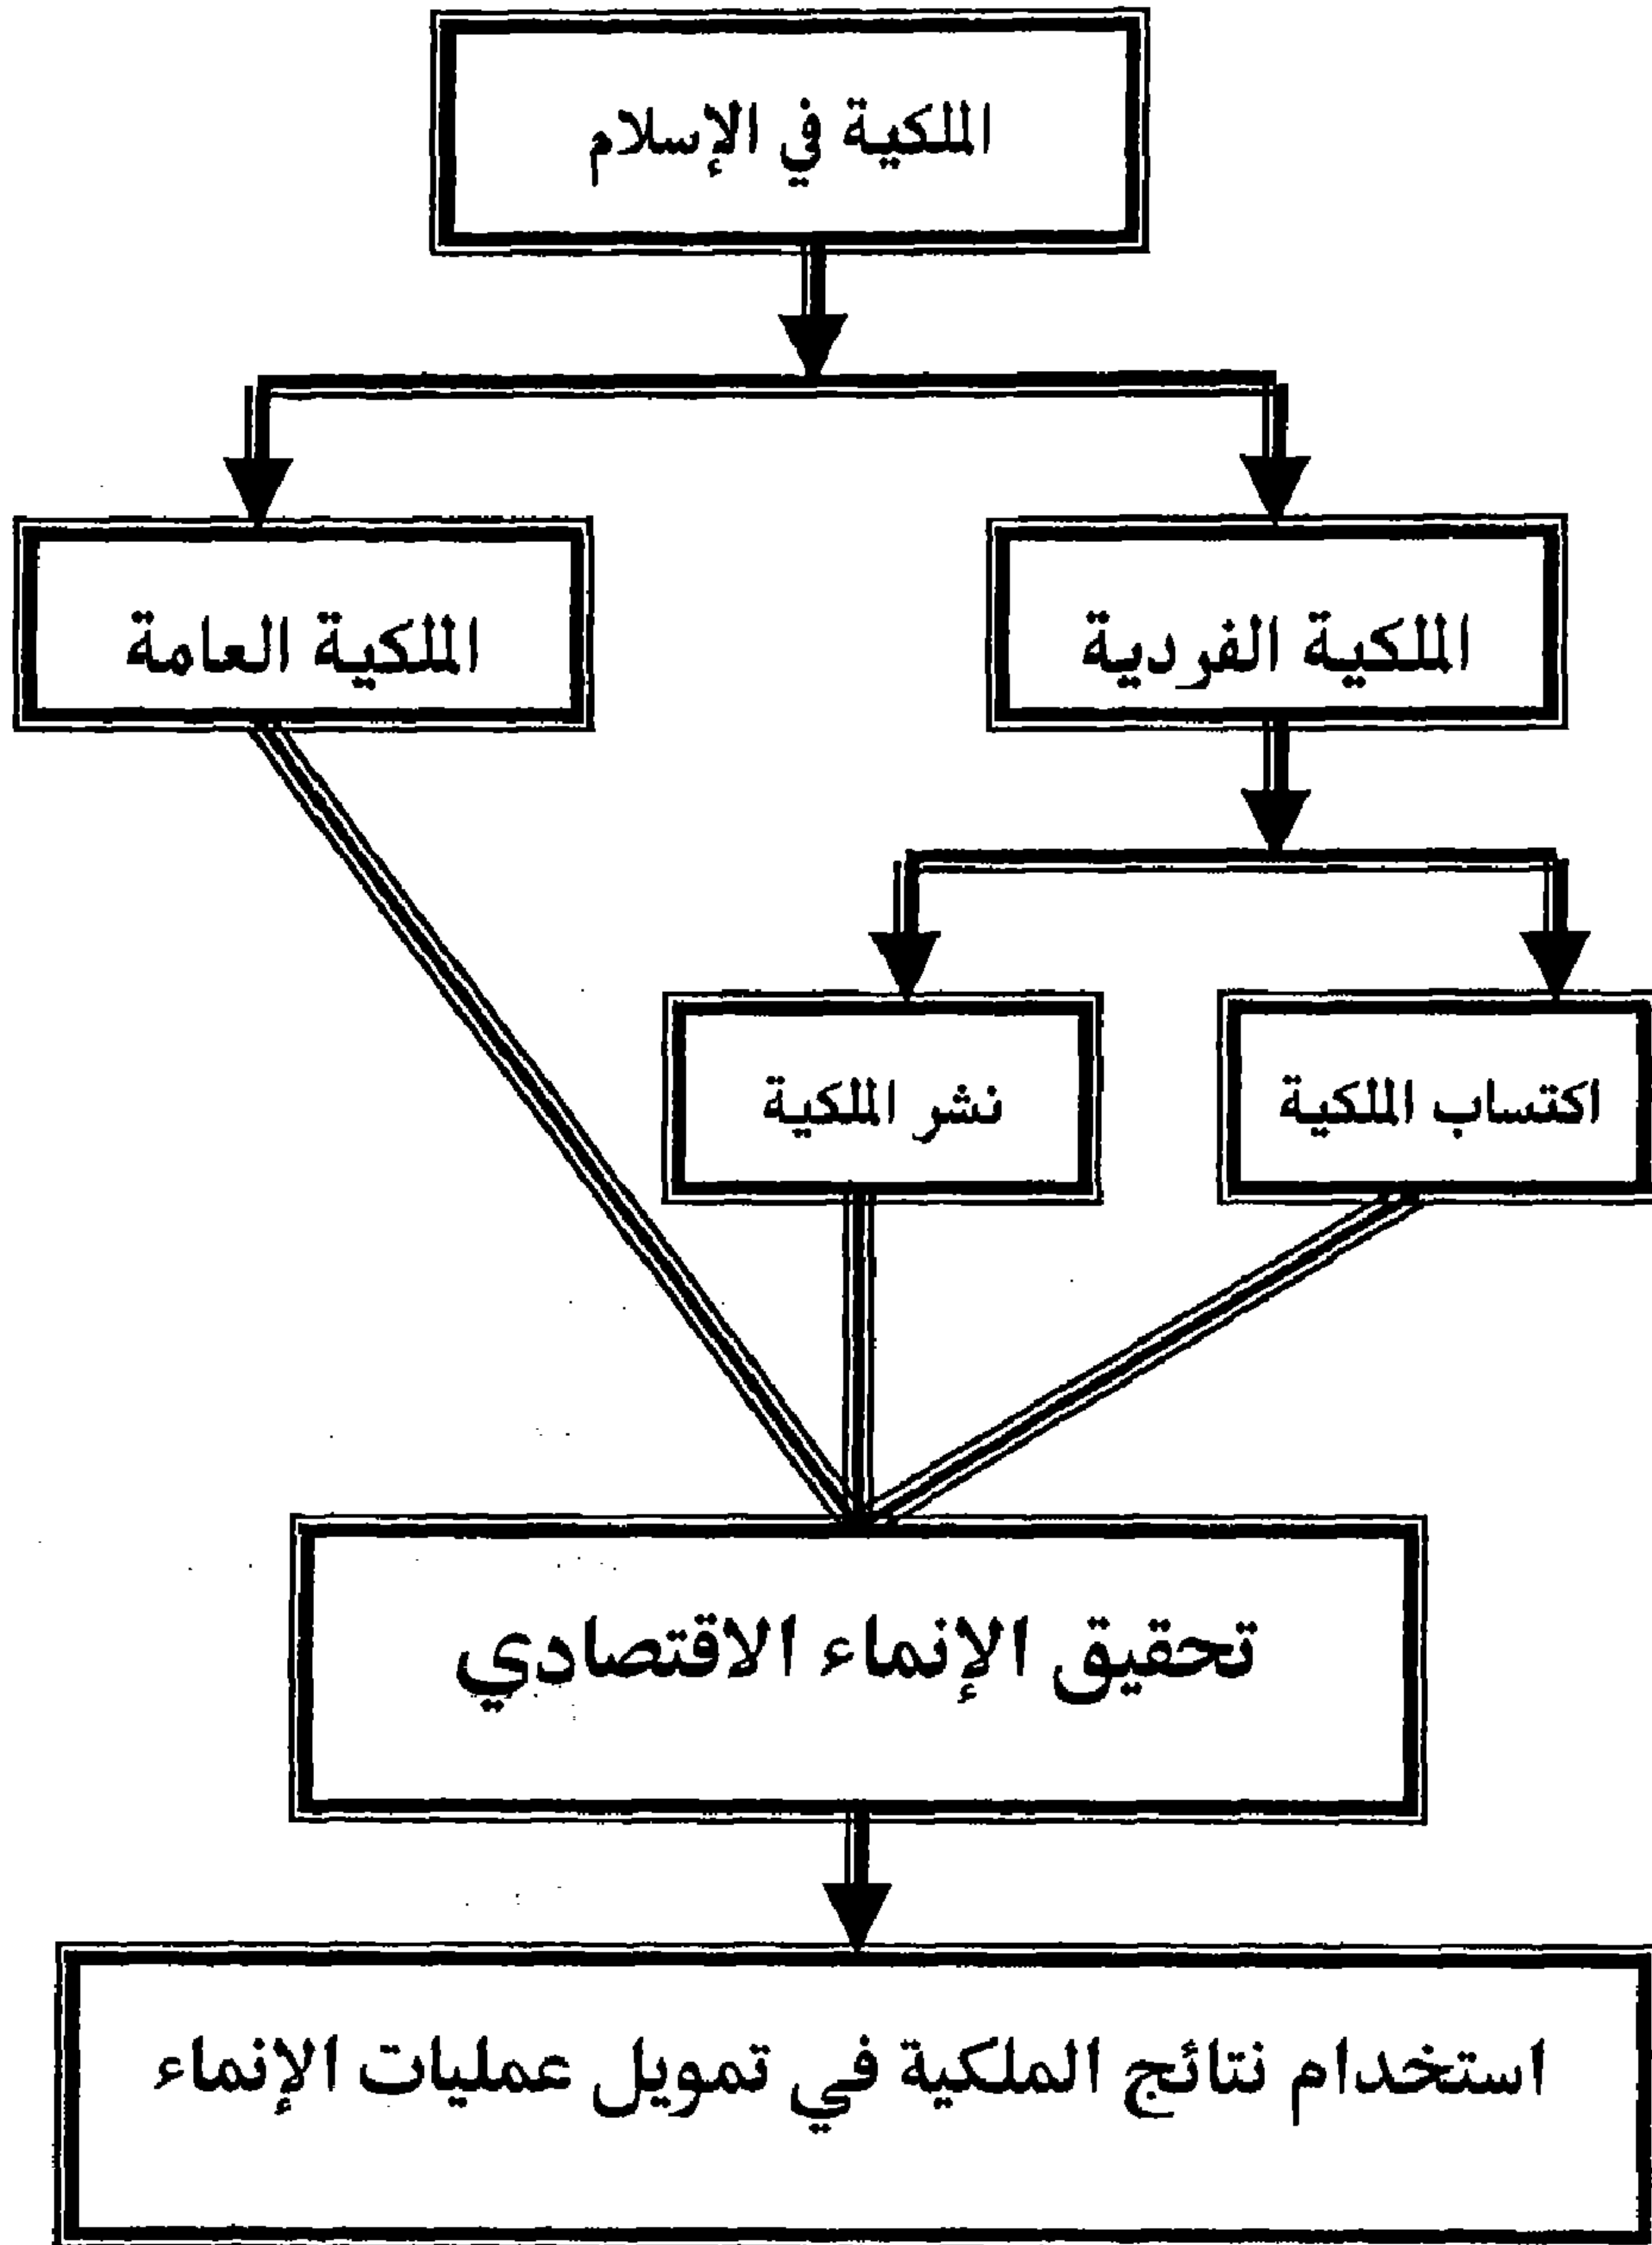 الملكية في الإسلام
الملكية الفردية
الملكية العامة
اكتساب الملكية
نشر الملكية
تحقيق الإنماء الاقتصادي
استخدام نتائج الملكية في تمويل عمليات الإنماء